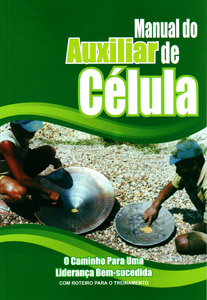 Manual do
Auxiliar de
Célula
O Caminho Para Uma
Liderança Bem-sucedida
COM ROTEIRO PARA O TREINAMENTO